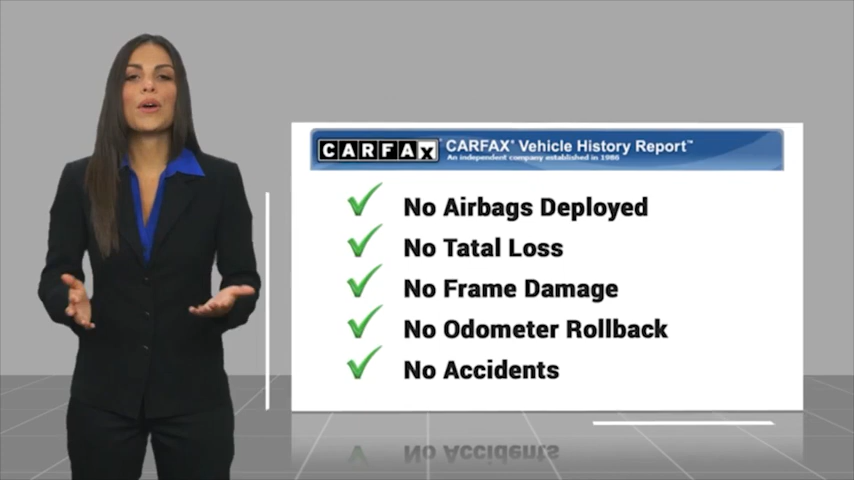 CARFAX CARFAX® Vehicle History Report™
An independent company established in 1986
No Airbags Deployed
No Tatal Loss
No Frame Damage
No Odometer Rollback
No Accidents